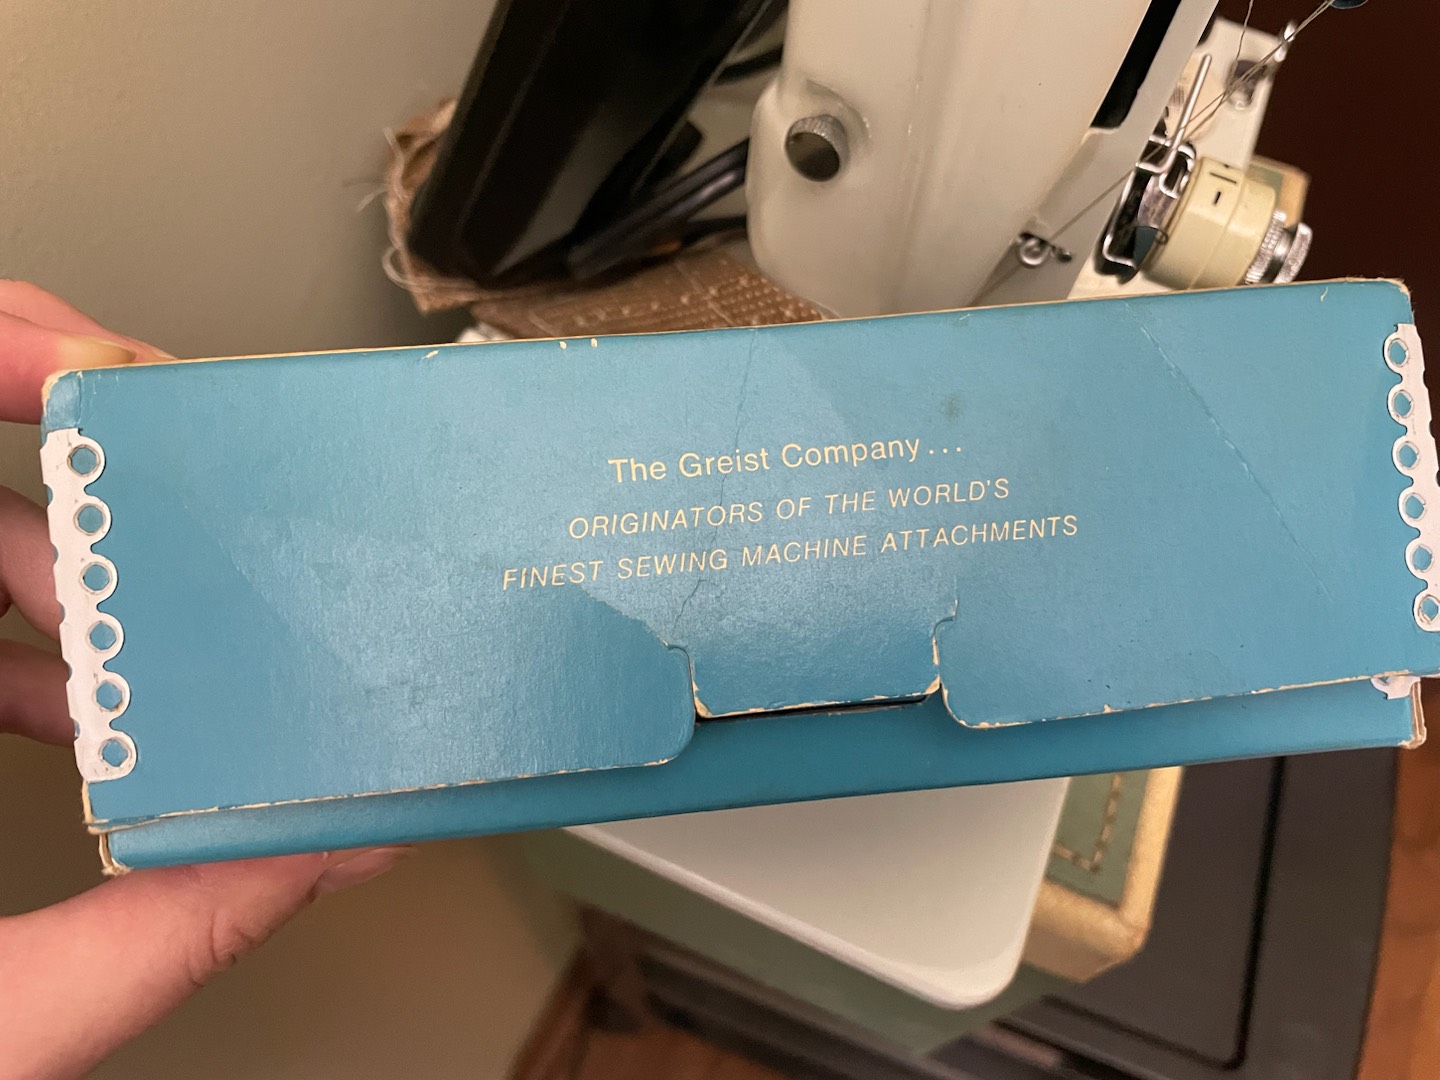 The Greist Company...
ORIGINATORS OF THE WORLD'S
FINEST SEWING MACHINE ATTACHMENTS